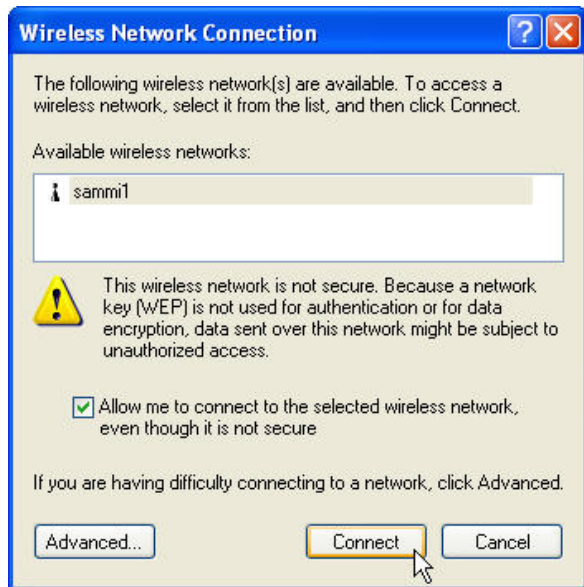 Wireless Network Connection
The following wireless network(s) are available. To access a
wireless network, select it from the list, and then click Connect.
Available wireless networks:
sammi1
This wireless network is not secure. Because a network
key (WEP) is not used for authentication or for data
encryption, data sent over this network might be subject to
unauthorized access.
Allow me to connect to the selected wireless network,
even though it is not secure
If you are having difficulty connecting to a network, click Advanced.
Advanced... Connect Cancel